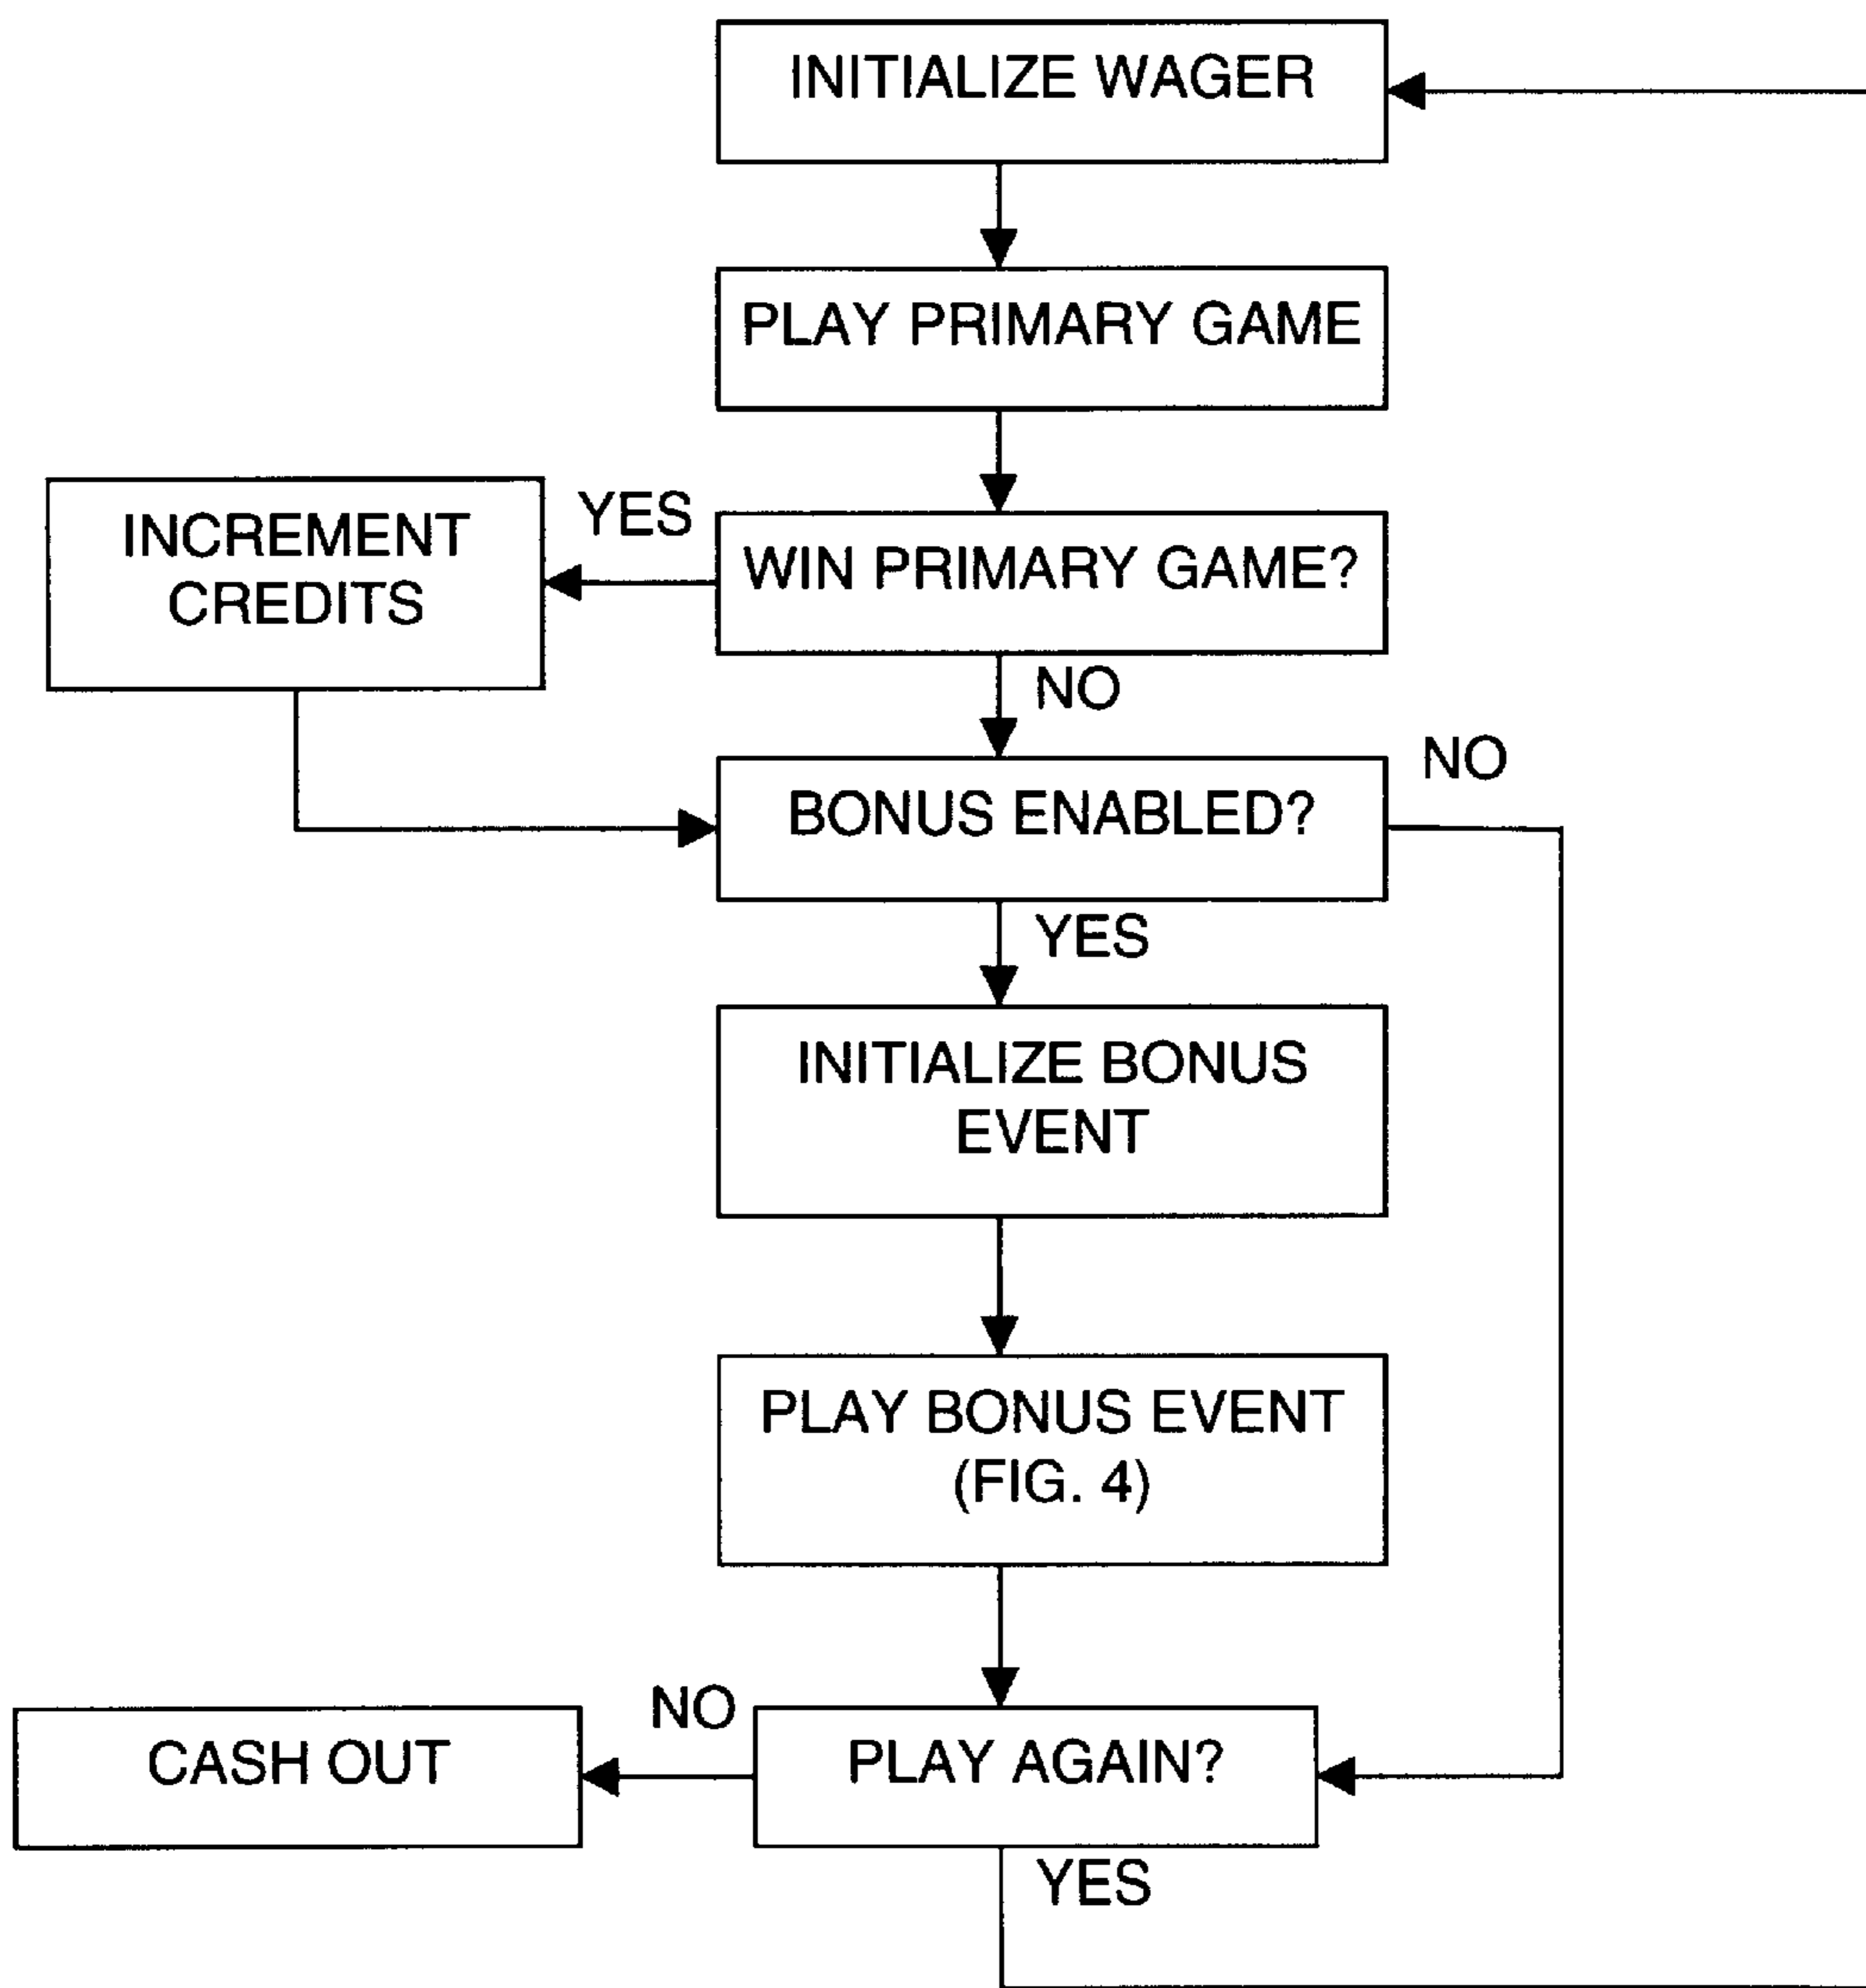 INITIALIZE WAGER
PLAY PRIMARY GAME
INCREMENT
CREDITS
YES
WIN PRIMARY GAME?
NO
BONUS ENABLED?
NO
YES
INITIALIZE BONUS
EVENT
PLAY BONUS EVENT
(FIG. 4)
CASH OUT
NO
PLAY AGAIN?
YES